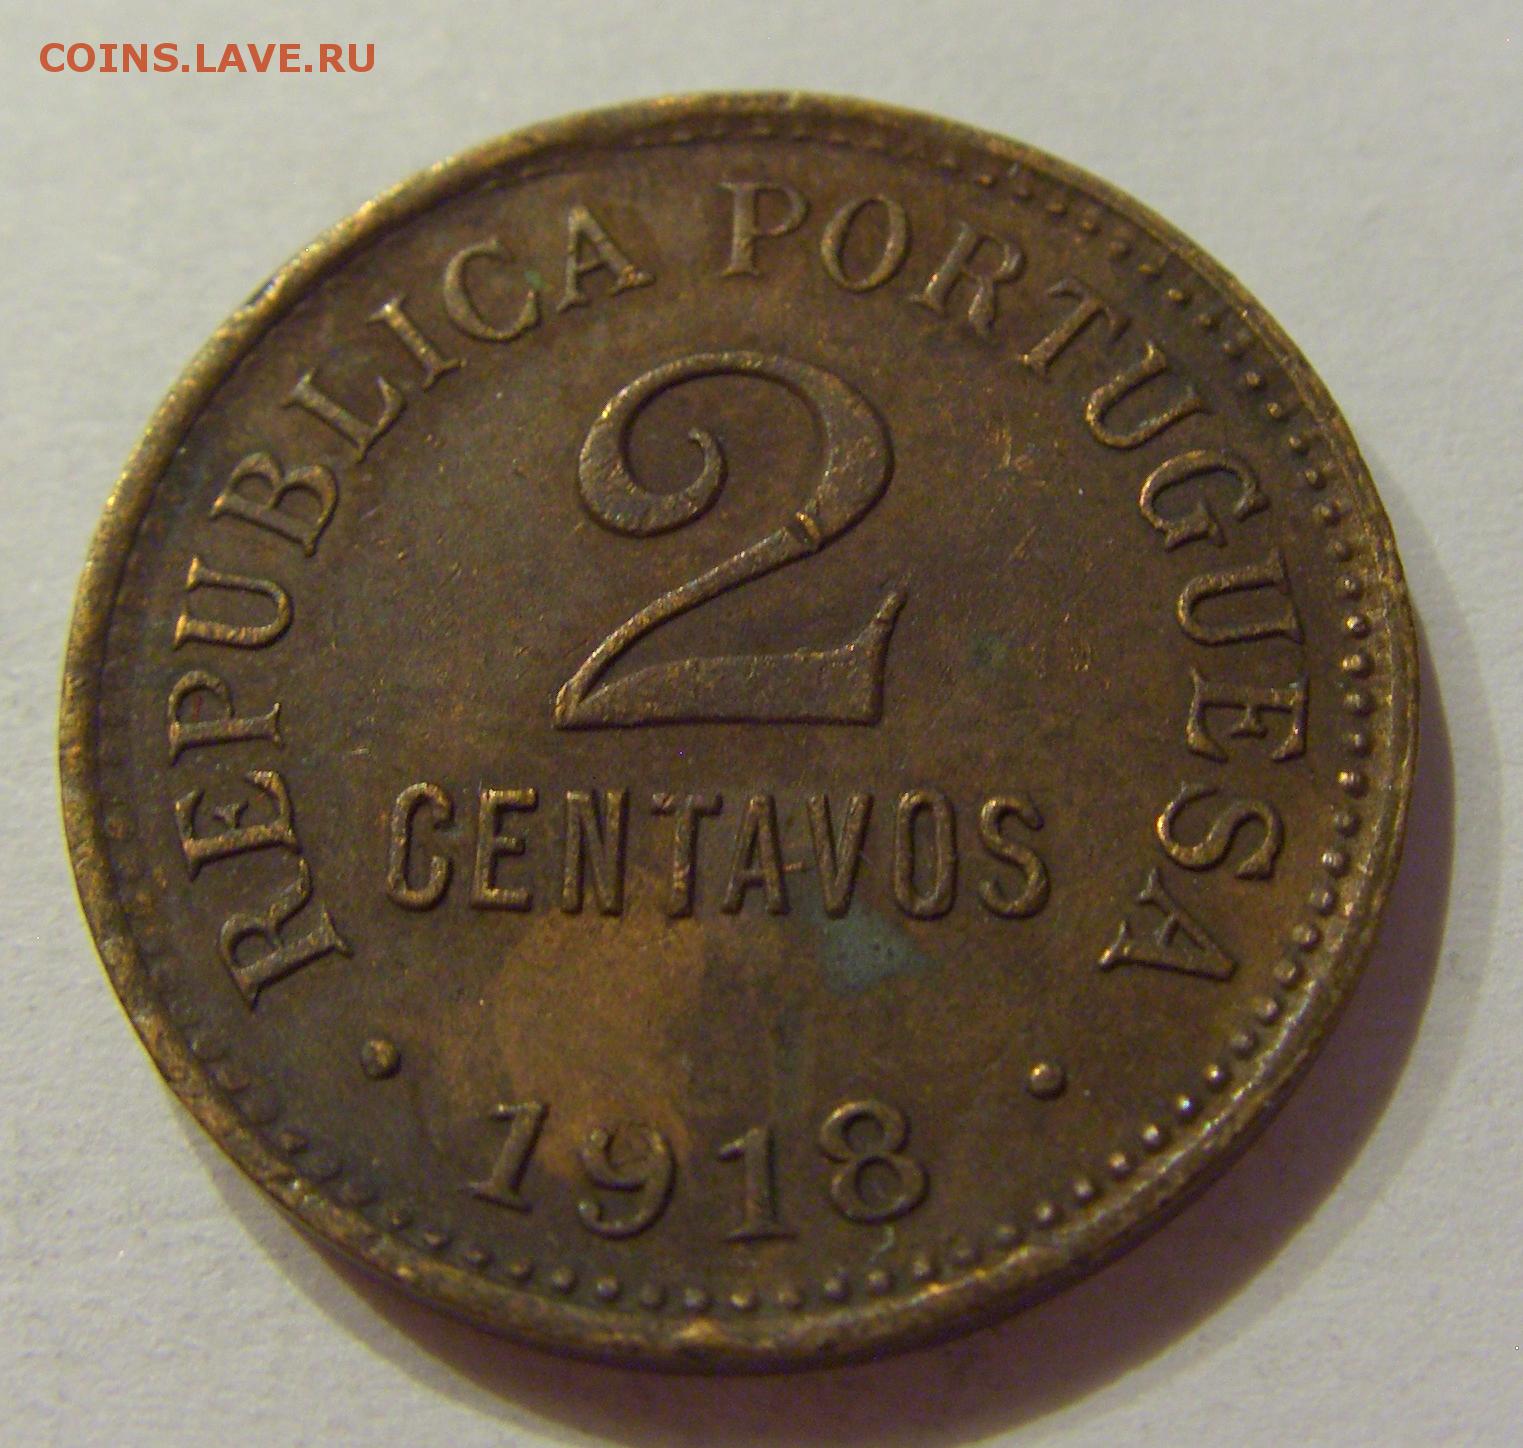 COINS.LAVE.RU
REPUBLICA PORTUGUESA
2
CENTAVOS
• 1918 •